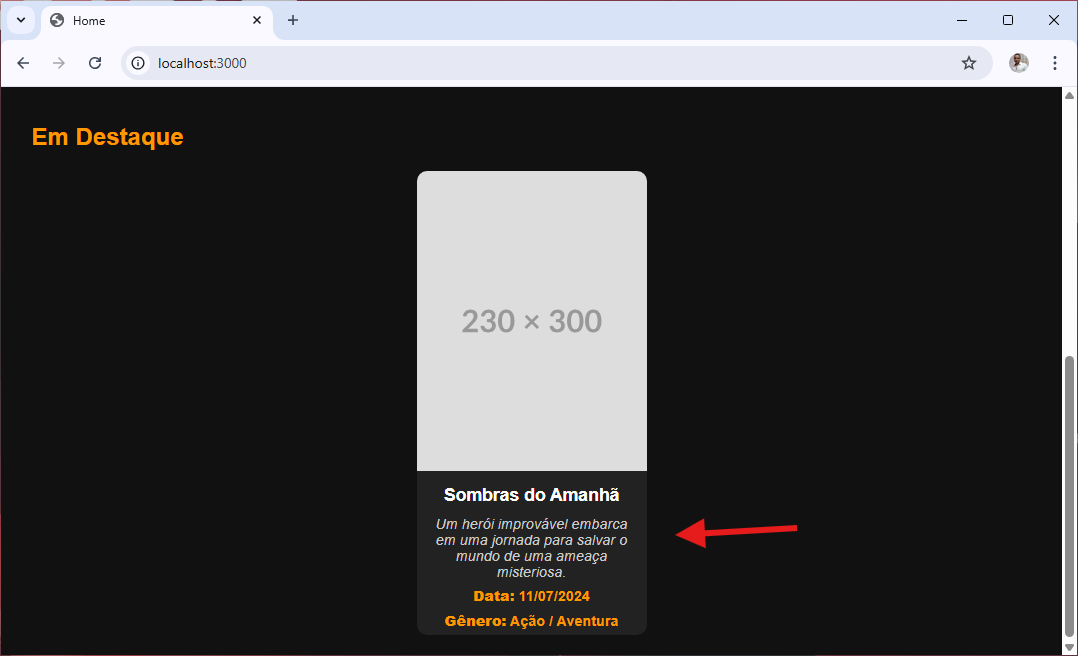 Home
localhost:3000
Em Destaque
230 × 300
Sombras do Amanhã
Um herói improvável embarca
em uma jornada para salvar o
mundo de uma ameaça
misteriosa.
Data: 11/07/2024
Gênero: Ação / Aventura